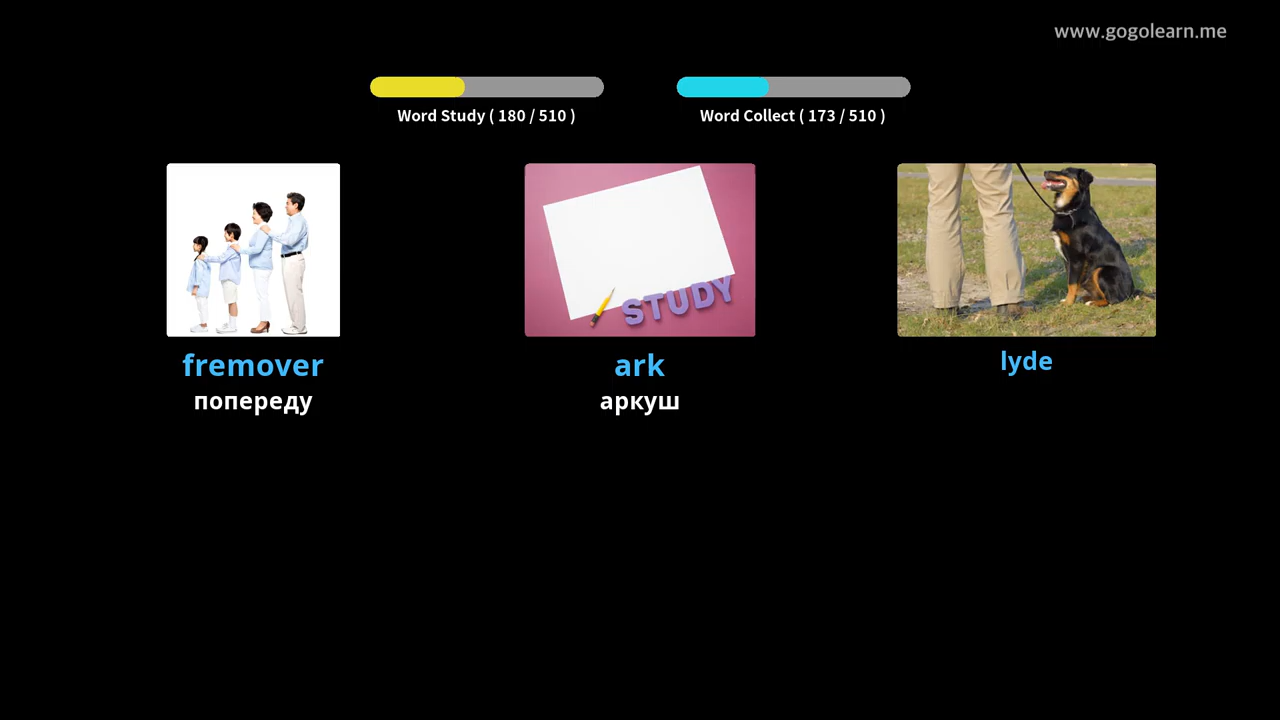 www.gogolearn.me
Word Study ( 180 / 510 )
Word Collect ( 173 / 510 )
STUDY
fremover
попереду
ark
аркуш
lyde